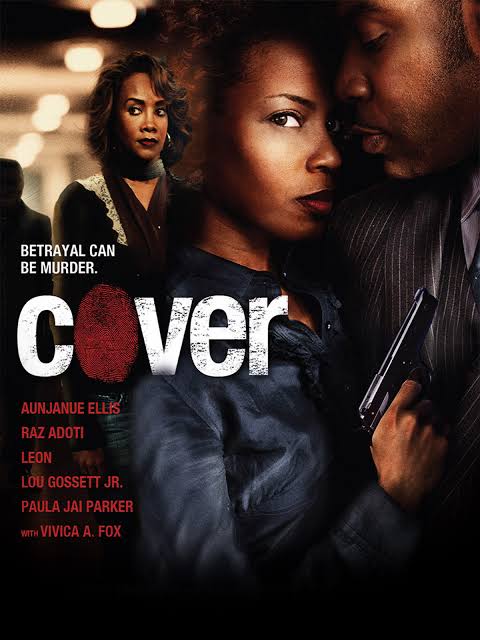 BETRAYAL CAN
BE MURDER.
cover
AUNJANUE ELLIS
RAZ ADOTI
LEON
LOU GOSSETT JR.
PAULA JAI PARKER
WITH VIVICA A. FOX